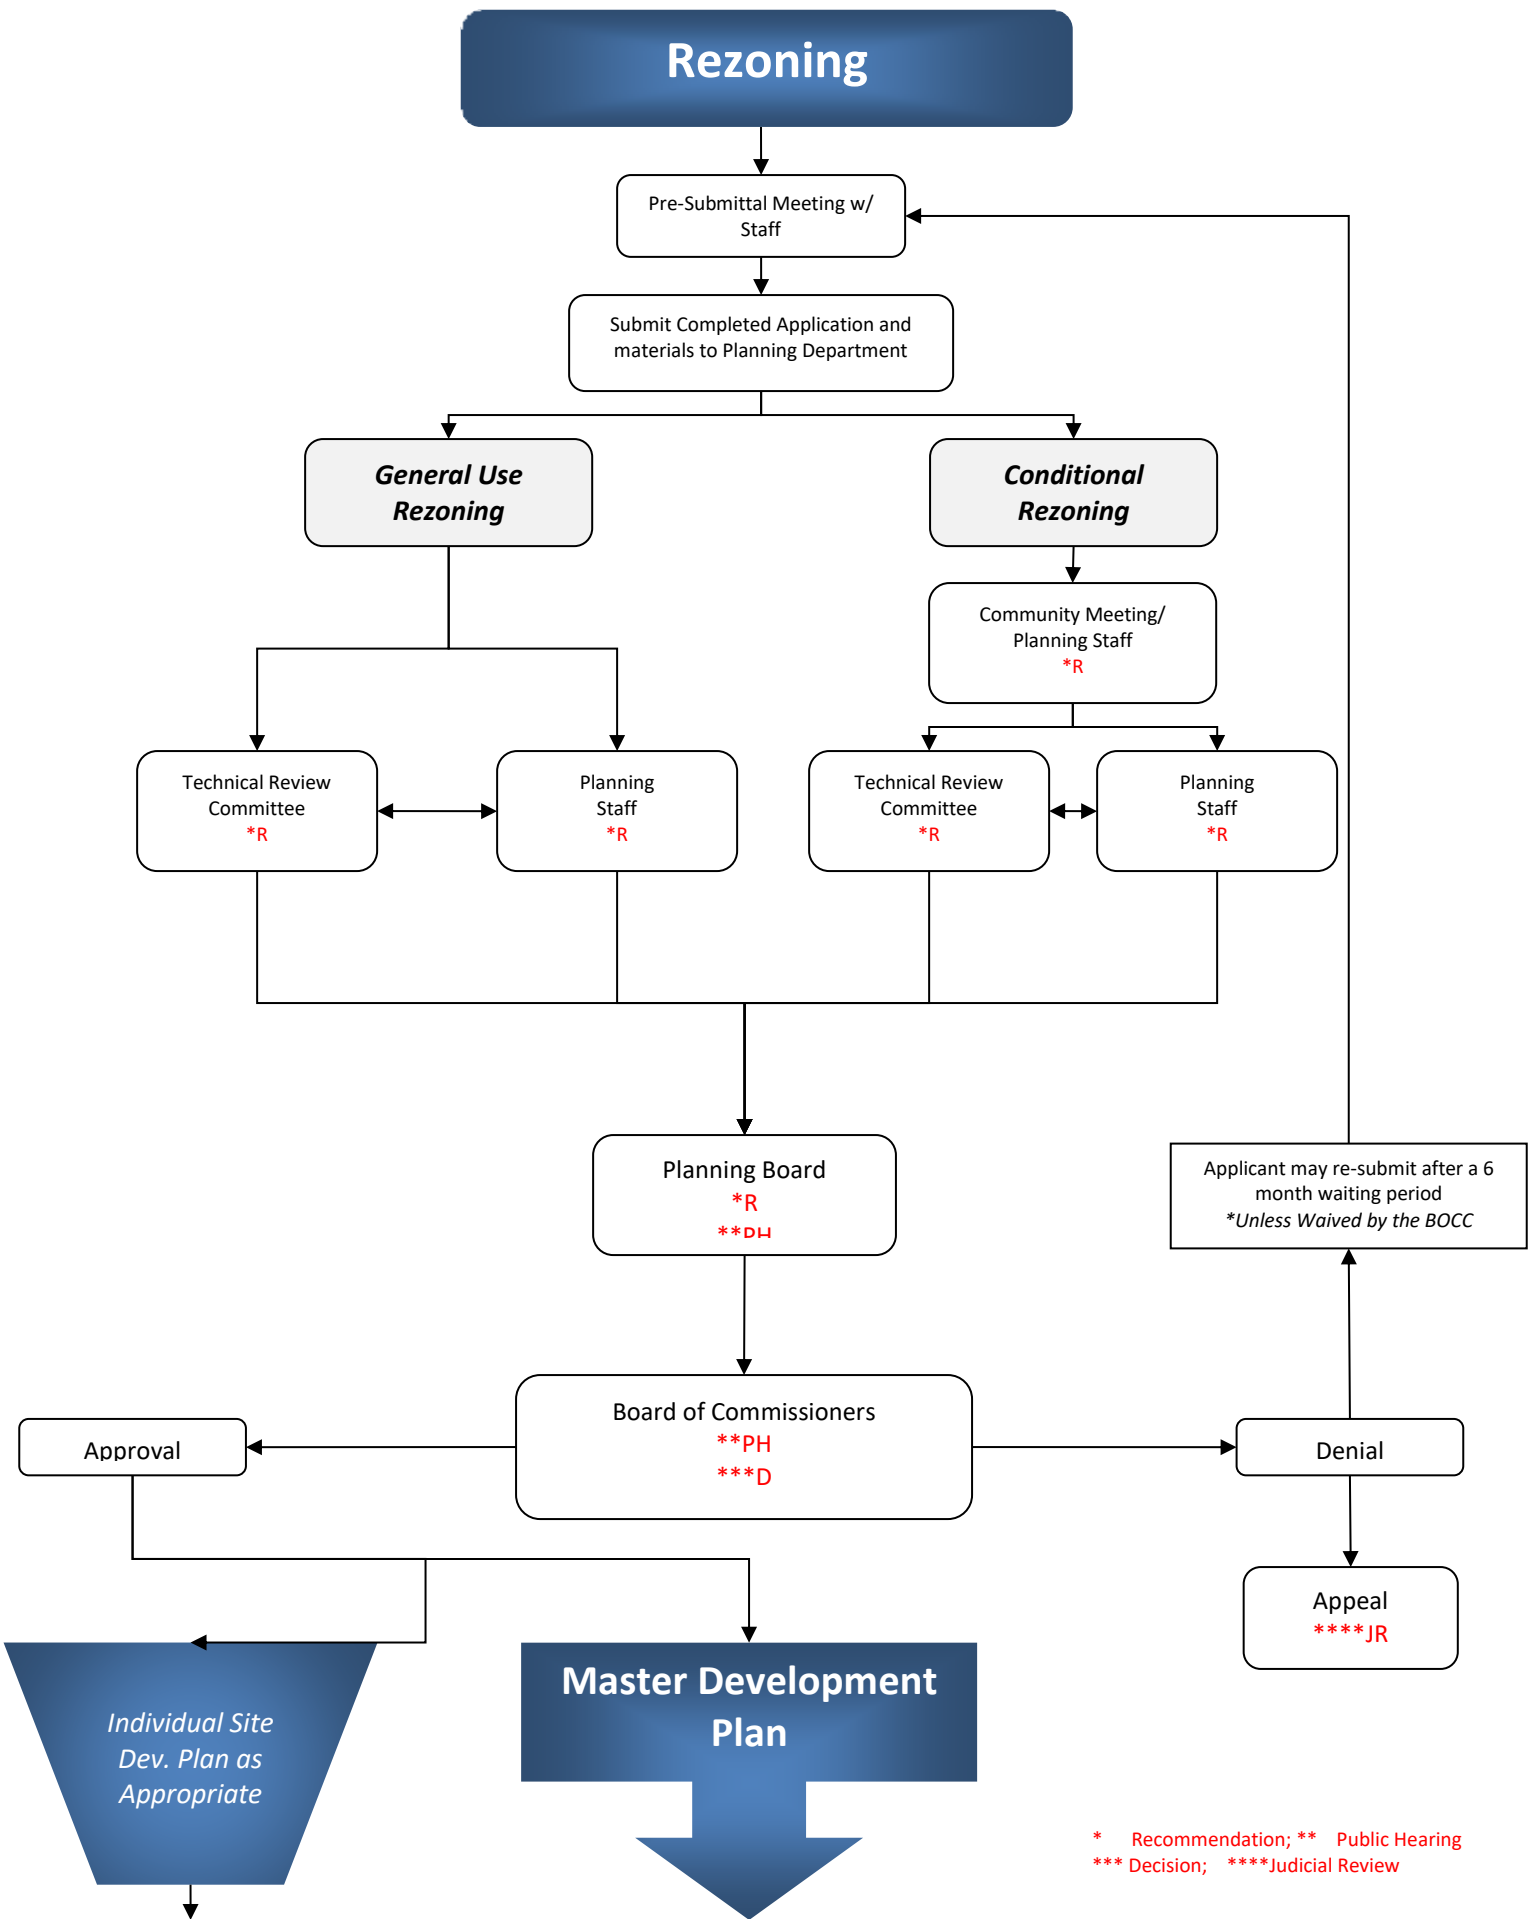 Rezoning
Pre-Submittal Meeting w/
Staff
Submit Completed Application and
materials to Planning Department
General Use
Rezoning
Conditional
Rezoning
Community Meeting/
Planning Staff
*R
Technical Review
Committee
*R
Planning
Staff
*R
Technical Review
Committee
*R
Planning
Staff
*R
Planning Board
*R
**PH
Applicant may re-submit after a 6
month waiting period
*Unless Waived by the BOCC
Board of Commissioners
**PH
***D
Approval
Denial
Appeal
****JR
Individual Site
Dev. Plan as
Appropriate
Master Development
Plan
* Recommendation; ** Public Hearing
*** Decision; ****Judicial Review